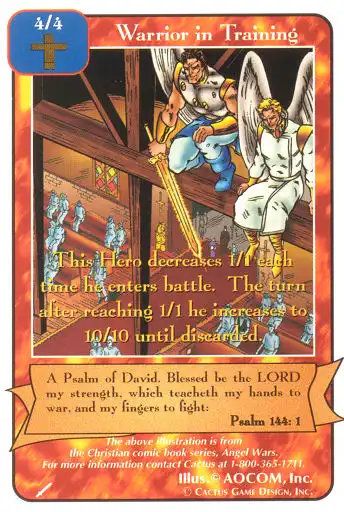 4/4
Warrior in Training
This Hero decreases 1/1 each
time he enters battle. The turn
after reaching 1/1 he increases to
10/10 until discarded.
A Psalm of David. Blessed be the LORD
my strength, which teacheth my hands to
war, and my fingers to fight:
Psalm 144: 1
The above illustration is from
the Christian comic book series, Angel Wars.
For more information contact Cactus at 1-800-365-1711.
Illus.© AOCOM, Inc.
© Cactus Game Design, Inc.